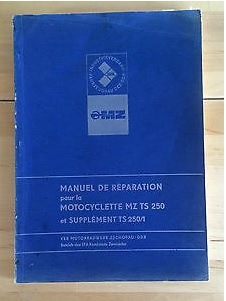 MZ
MANUEL DE RÉPARATION
pour la
MOTOCYCLETTE MZ TS 250
et SUPPLÉMENT TS 250/1
VEB MOTORRADWERK ZSCHOPAU · DDR